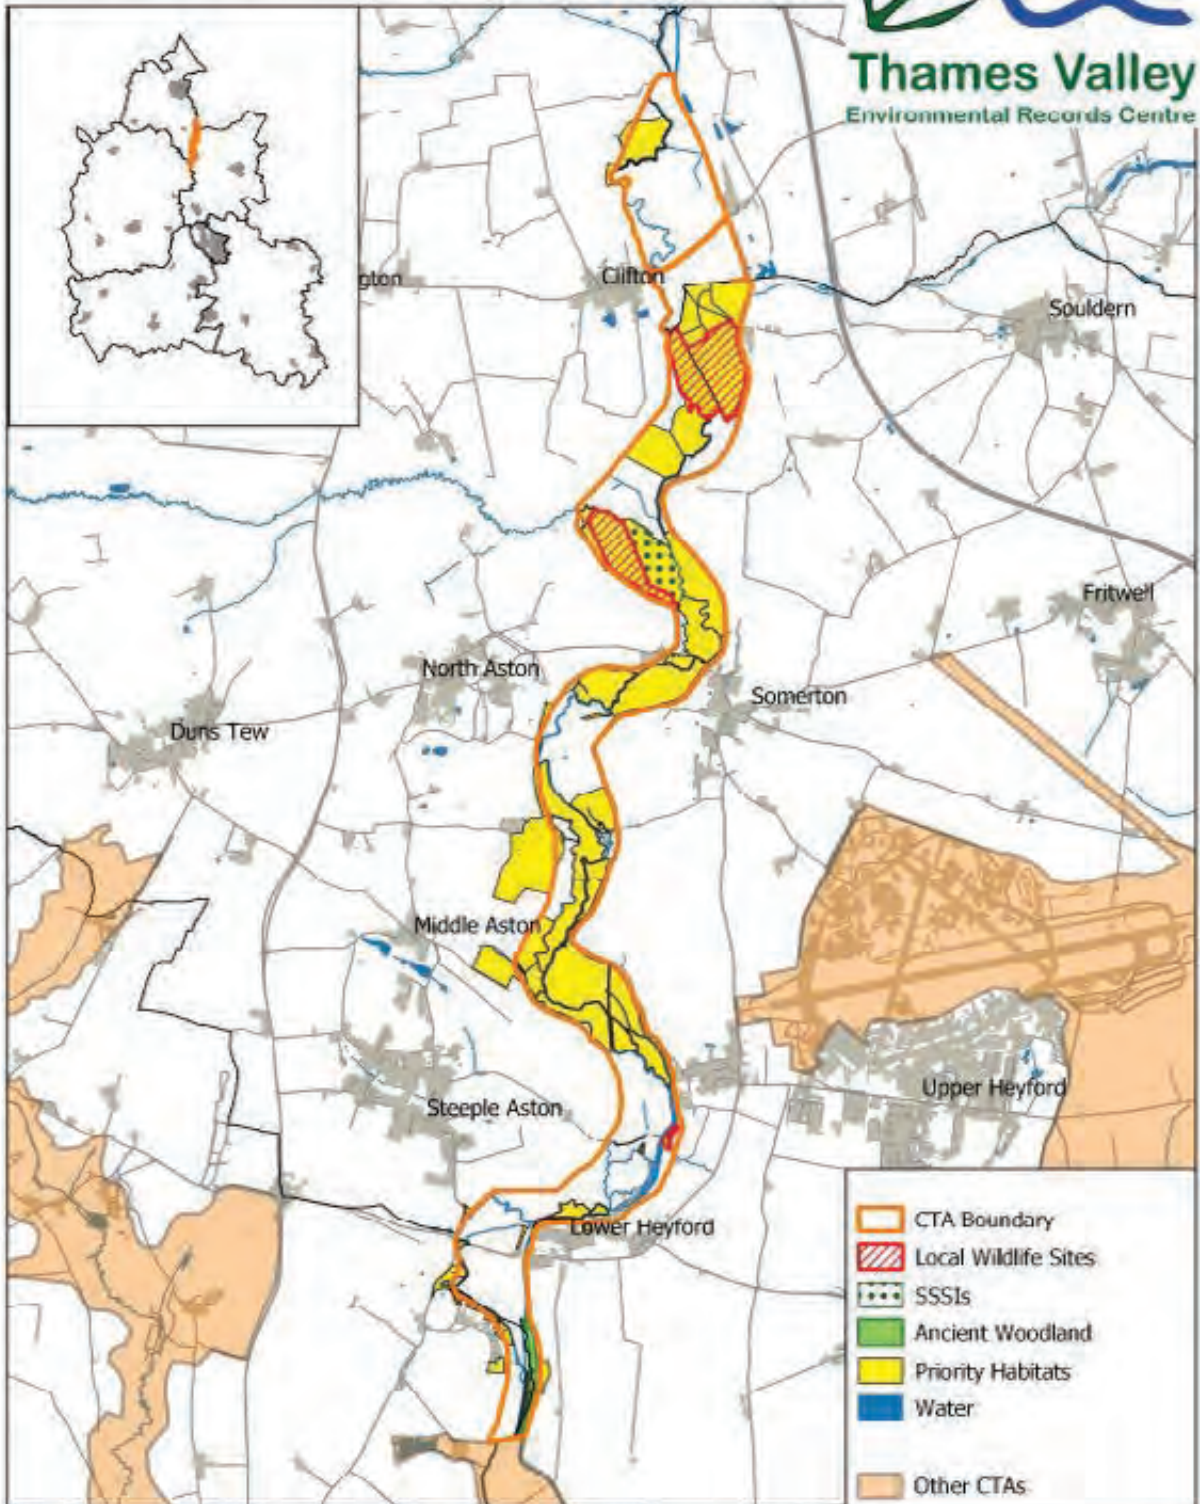 Thames Valley
Environmental Records Centre
gton
Clifton
Souldern
Fritwell
North Aston
Somerton
Duns Tew
Middle Aston
Upper Heyford
Steeple Aston
Lower Heyford
CTA Boundary
Local Wildlife Sites
SSSIs
Ancient Woodland
Priority Habitats
Water
Other CTAs